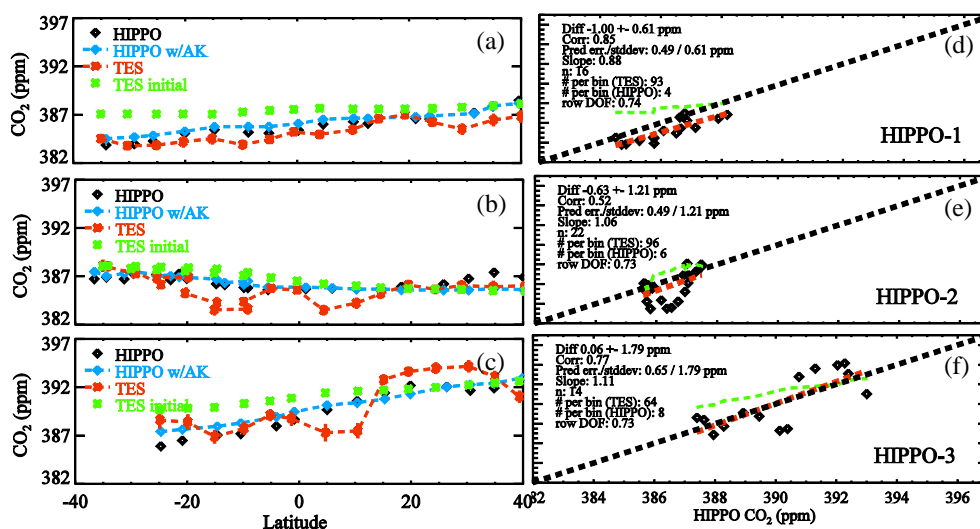 397
392
387
382
CO2 (ppm)
HIPPO
HIPPO w/AK
TES
TES initial
(a)
397
392
387
382
CO2 (ppm)
HIPPO
HIPPO w/AK
TES
TES initial
(b)
397
392
387
382
CO2 (ppm)
HIPPO
HIPPO w/AK
TES
TES initial
(c)
-40
-20
0
20
40
Latitude
Diff -1.00 +- 0.61 ppm
Corr: 0.85
Pred err./stddev: 0.49 / 0.61 ppm
Slope: 0.88
n: 16
# per bin (TES): 93
# per bin (HIPPO): 4
row DOF: 0.74
(d)
HIPPO-1
Diff -0.63 +- 1.21 ppm
Corr: 0.52
Pred err./stddev: 0.49 / 1.21 ppm
Slope: 1.06
n: 22
# per bin (TES): 96
# per bin (HIPPO): 6
row DOF: 0.73
(e)
HIPPO-2
Diff 0.06 +- 1.79 ppm
Corr: 0.77
Pred err./stddev: 0.65 / 1.79 ppm
Slope: 1.11
n: 14
# per bin (TES): 64
# per bin (HIPPO): 8
row DOF: 0.73
(f)
HIPPO-3
82
384
386
388
390
392
394
396
HIPPO CO2 (ppm)